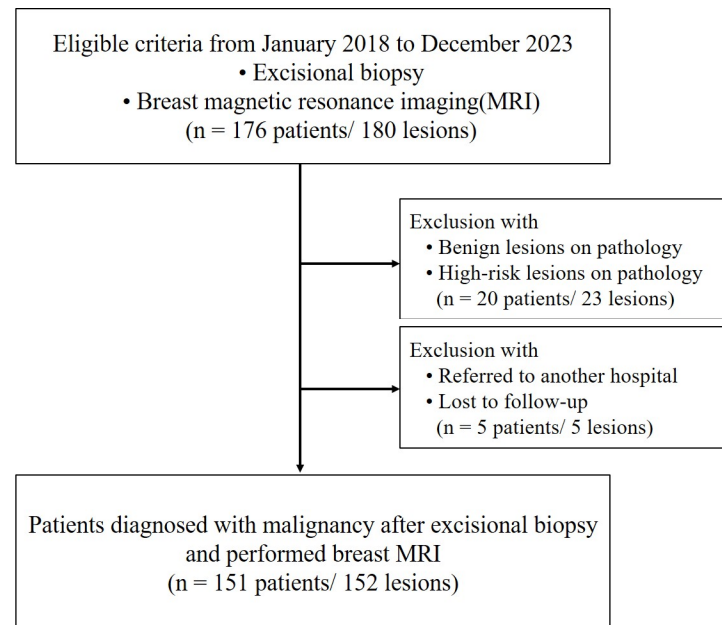 Eligible criteria from January 2018 to December 2023
• Excisional biopsy
• Breast magnetic resonance imaging(MRI)
(n = 176 patients/ 180 lesions)
Exclusion with
• Benign lesions on pathology
• High-risk lesions on pathology
(n = 20 patients/ 23 lesions)
Exclusion with
• Referred to another hospital
• Lost to follow-up
(n = 5 patients/ 5 lesions)
Patients diagnosed with malignancy after excisional biopsy
and performed breast MRI
(n = 151 patients/ 152 lesions)